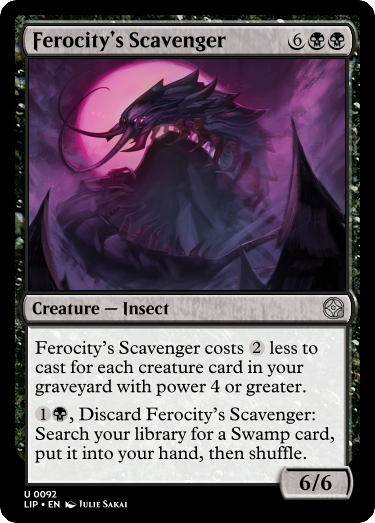 Ferocity's Scavenger 6
Creature — Insect
Ferocity's Scavenger costs 2 less to
cast for each creature card in your
graveyard with power 4 or greater.
1, Discard Ferocity's Scavenger:
Search your library for a Swamp card,
put it into your hand, then shuffle.
6/6
U 0092
LIP • EN Julie Sakai